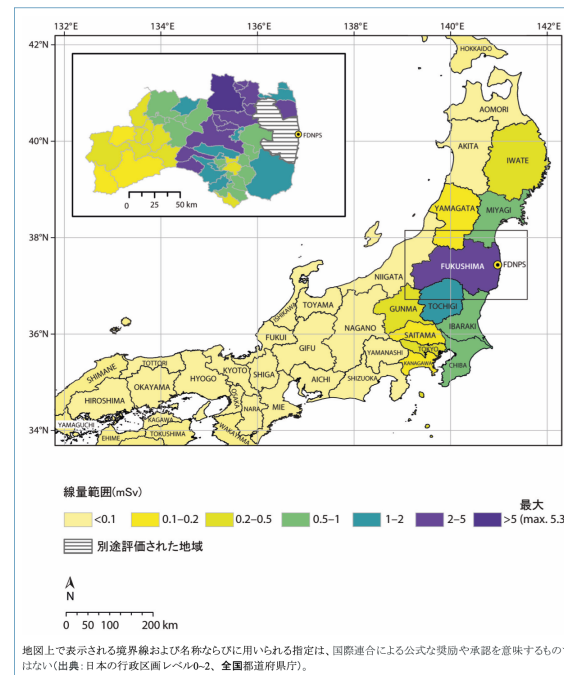 132°E 134°E 136°E 138°E 140°E 142°E
42°N
HOKKAIDO
FDNPS
0 25 50 km
AOMORI
40°N
AKITA
IWATE
YAMAGATA
MIYAGI
38°N
FUKUSHIMA
FDNPS
NIIGATA
ISHIKAWA
TOYAMA
GUNMA
TOCHIGI
36°N
FUKUI
NAGANO
SAITAMA
IBARAKI
GIFU
TOKYO
YAMANASHI
KANAGAWA
CHIBA
SHIMANE
TOTTORI
HYOGO
KYOTO
SHIGA
AICHI
SHIZUOKA
OKAYAMA
HIROSHIMA
OSAKA
NARA
MIE
YAMAGUCHI
KAGAWA
34°N
EHIME
TOKUSHIMA
WAKAYAMA
線量範囲(mSv)
最大
<0.1 0.1–0.2 0.2–0.5 0.5–1 1–2 2–5 >5 (max. 5.3
別途評価された地域
N
0 50 100 200 km
地図上で表示される境界線および名称ならびに用いられる指定は、国際連合による公式な奨励や承認を意味するもので
はない(出典:日本の行政区画レベル0~2、全国都道府県庁)。